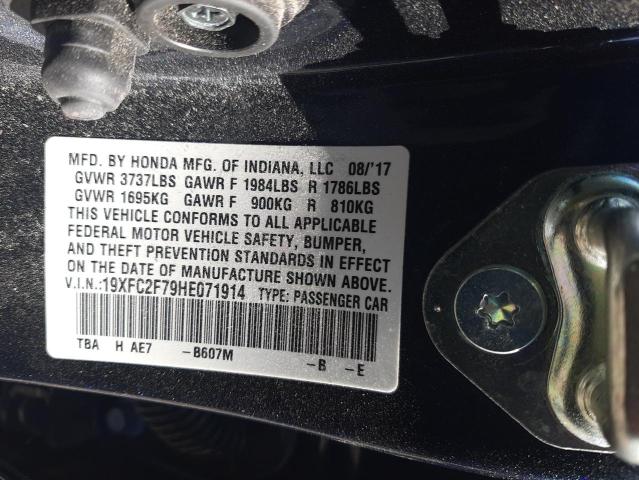 MFD. BY HONDA MFG. OF INDIANA, LLC 08/'17
GVWR 3737LBS GAWR F 1984LBS R 1786LBS
GVWR 1695KG GAWR F 900KG R 810KG
THIS VEHICLE CONFORMS TO ALL APPLICABLE
FEDERAL MOTOR VEHICLE SAFETY, BUMPER,
AND THEFT PREVENTION STANDARDS IN EFFECT
ON THE DATE OF MANUFACTURE SHOWN ABOVE.
V.I.N.:19XFC2F79HE071914 TYPE: PASSENGER CAR
TBA H AE7 -B607M -B -E